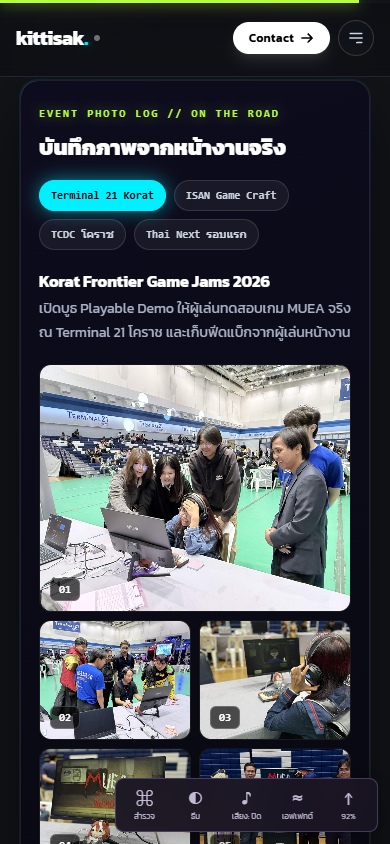 kittisak.
Contact →
EVENT PHOTO LOG // ON THE ROAD
บันทึกภาพจากหน้างานจริง
Terminal 21 Korat
ISAN Game Craft
TCDC โคราช
Thai Next รอบแรก
Korat Frontier Game Jams 2026
เปิดบูธ Playable Demo ให้ผู้เล่นทดสอบเกม MUEA จริง
ณ Terminal 21 โคราช และเก็บฟีดแบ็กจากผู้เล่นหน้างาน
TERMINAL 21
01
02
03
สำรวจ
ธีม
เสียง: ปิด
เอฟเฟกต์
92%